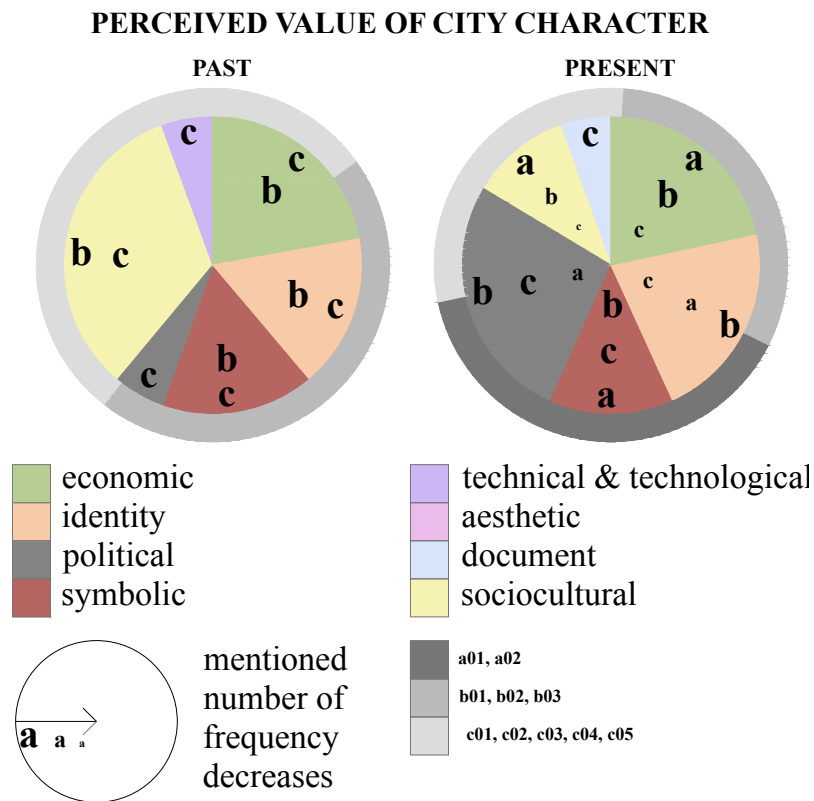 PERCEIVED VALUE OF CITY CHARACTER
PAST
PRESENT
c
c
b
b
c
b
c
b
c
c
c
a
b
c
a
b
c
c
a
b
b
c
a
b
c
a
economic
identity
political
symbolic
technical & technological
aesthetic
document
sociocultural
a a a
mentioned
number of
frequency
decreases
a01, a02
b01, b02, b03
c01, c02, c03, c04, c05